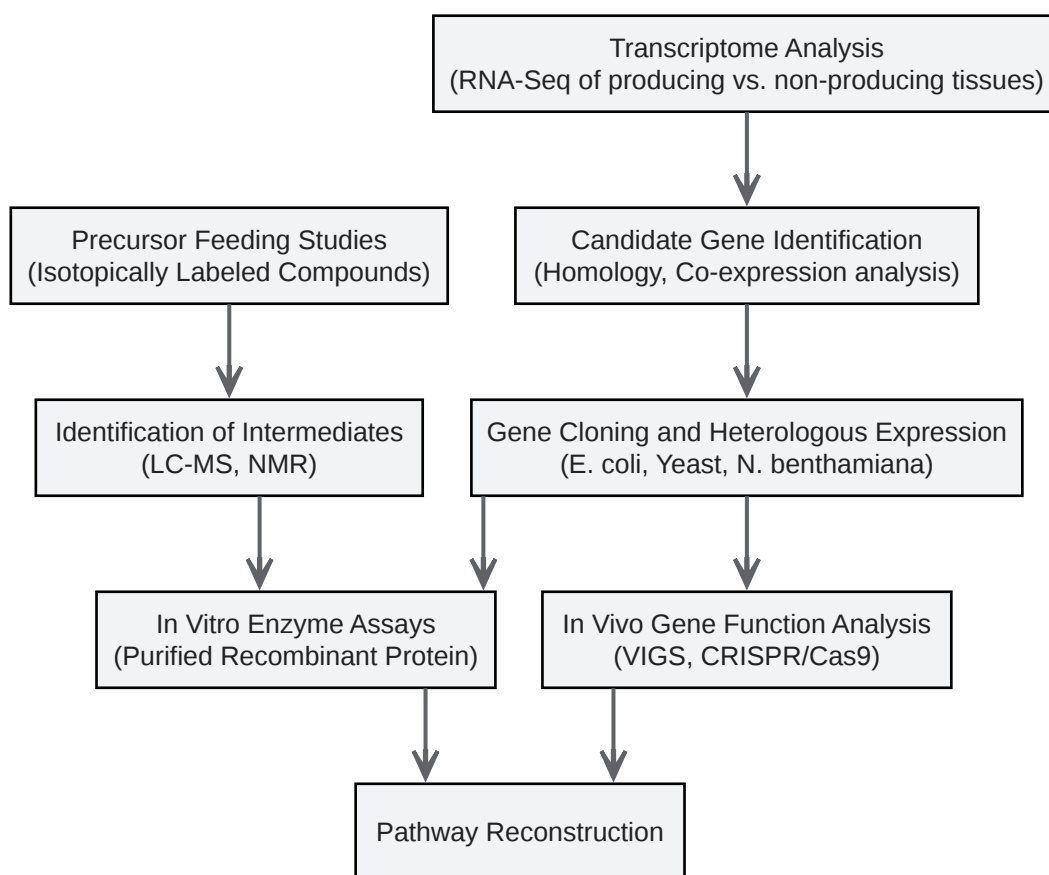 Transcriptome Analysis
(RNA-Seq of producing vs. non-producing tissues)
Precursor Feeding Studies
(Isotopically Labeled Compounds)
Candidate Gene Identification
(Homology, Co-expression analysis)
Identification of Intermediates
(LC-MS, NMR)
Gene Cloning and Heterologous Expression
(E. coli, Yeast, N. benthamiana)
In Vitro Enzyme Assays
(Purified Recombinant Protein)
In Vivo Gene Function Analysis
(VIGS, CRISPR/Cas9)
Pathway Reconstruction